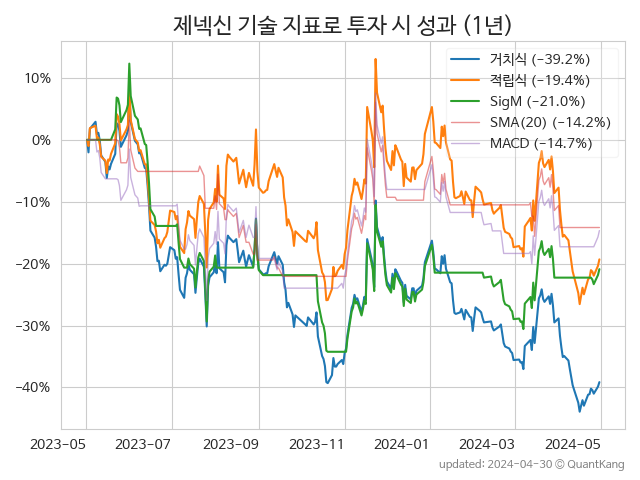 제넥신 기술 지표로 투자 시 성과 (1년)
거치식 (−39.2%)
적립식 (−19.4%)
SigM (−21.0%)
SMA(20) (−14.2%)
MACD (−14.7%)
10%
0%
−10%
−20%
−30%
−40%
2023-05 2023-07 2023-09 2023-11 2024-01 2024-03 2024-05
updated: 2024-04-30 © QuantKang